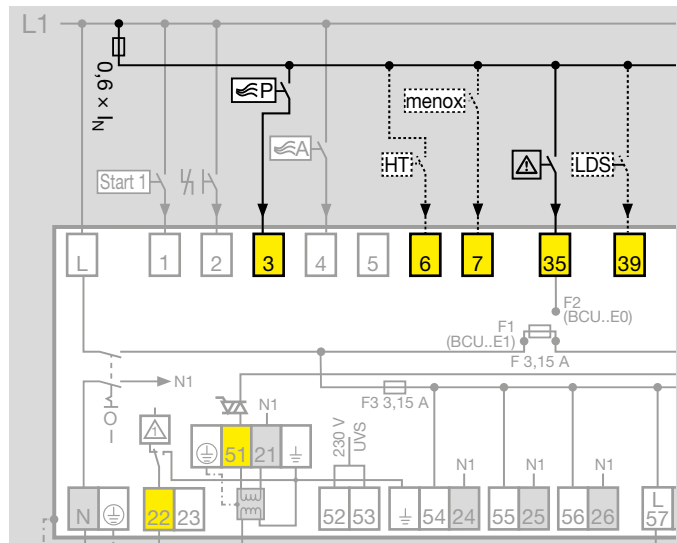 L1
0,6 × IN
P
menox
A
HT
LDS
Start 1
L 1 2 3 4 5 6 7 35 39
F2
(BCU..E0)
F1
(BCU..E1)
F 3,15 A
N1
F3 3,15 A
O
N1
230 V
UVS
1
51 21
N1 N1 N1
N 22 23 52 53 54 24 55 25 56 26 L
57